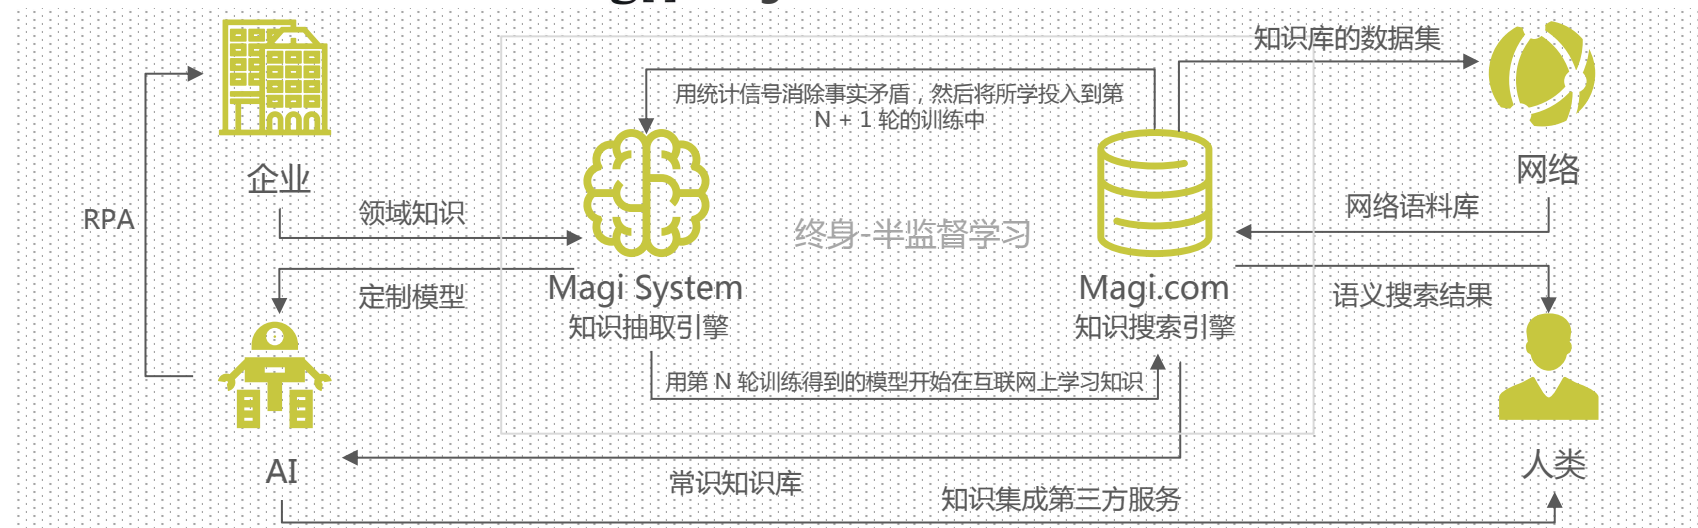 知识库的数据集
用统计信号消除事实矛盾，然后将所学投入到第
N + 1 轮的训练中
企业
网络
RPA
领域知识
网络语料库
终身-半监督学习
Magi System
知识抽取引擎
Magi.com
知识搜索引擎
定制模型
语义搜索结果
用第 N 轮训练得到的模型开始在互联网上学习知识
AI
人类
常识知识库
知识集成第三方服务